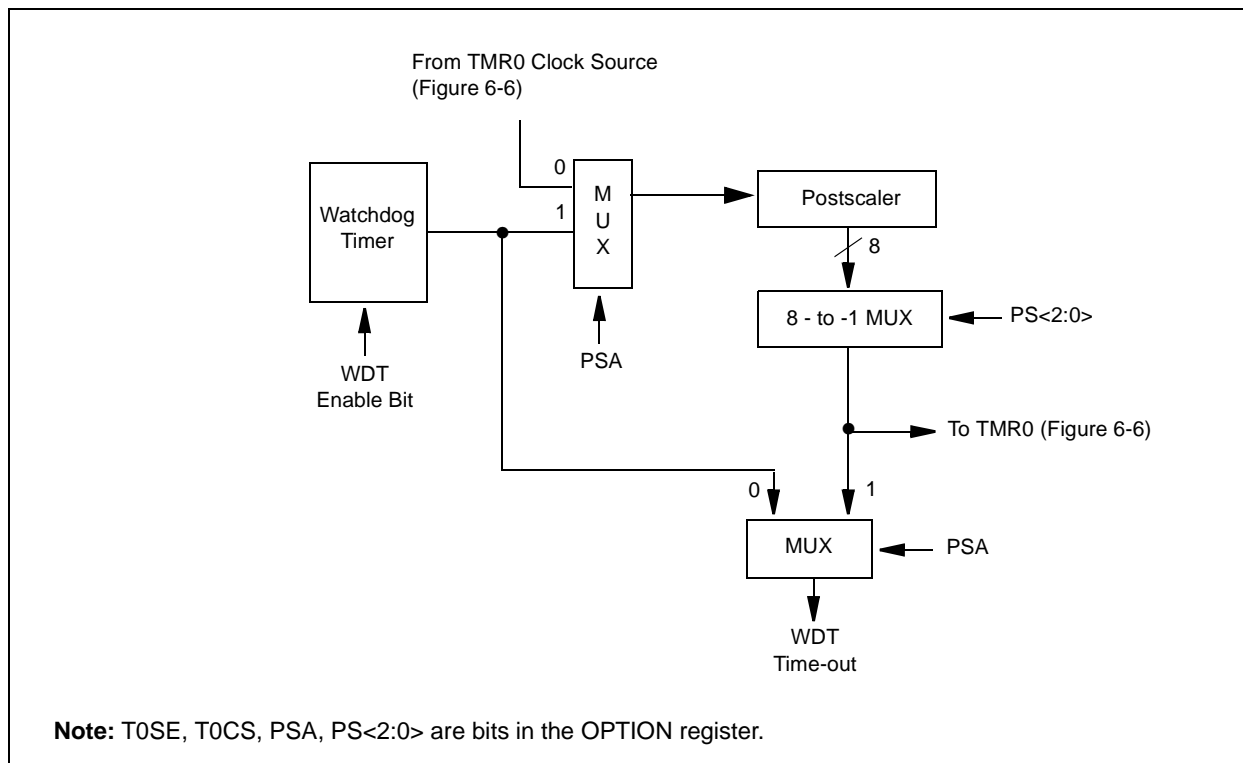 From TMR0 Clock Source
(Figure 6-6)
0
M
U
X
1
Watchdog
Timer
Postscaler
8
8 - to -1 MUX
PS<2:0>
PSA
WDT
Enable Bit
To TMR0 (Figure 6-6)
0
1
MUX
PSA
WDT
Time-out
Note: T0SE, T0CS, PSA, PS<2:0> are bits in the OPTION register.